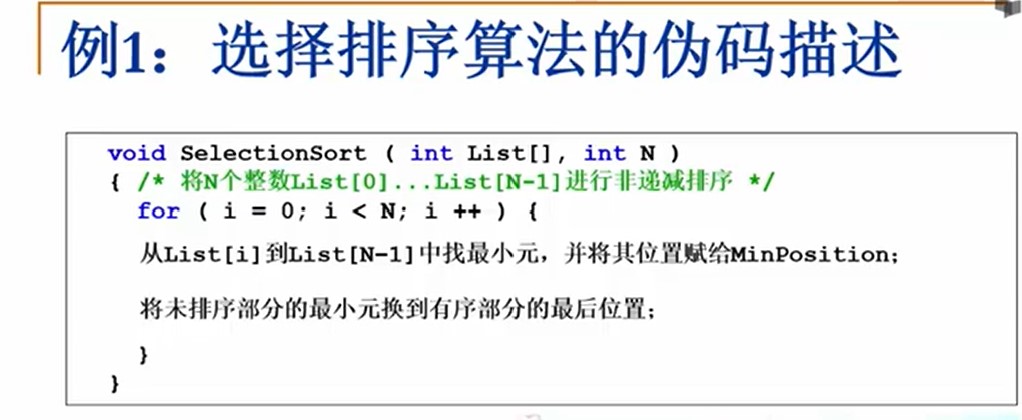 例1：选择排序算法的伪码描述
void SelectionSort ( int List[], int N )
{ /* 将N个整数List[0]...List[N-1]进行非递减排序 */
for ( i = 0; i < N; i ++ ) {
从List[i]到List[N–1]中找最小元，并将其位置赋给MinPosition；
将未排序部分的最小元换到有序部分的最后位置；
}
}